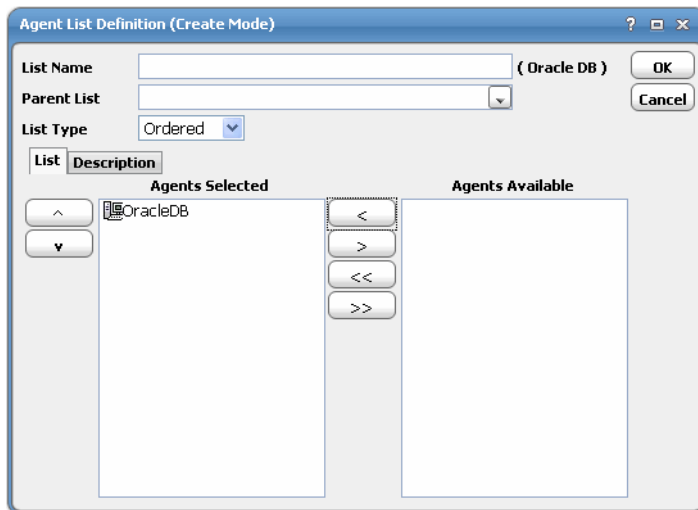 Agent List Definition (Create Mode) ?
List Name ( Oracle DB ) OK
Parent List Cancel
List Type Ordered
List Description
Agents Selected Agents Available
^ OracleDB <
v >
<<
>>